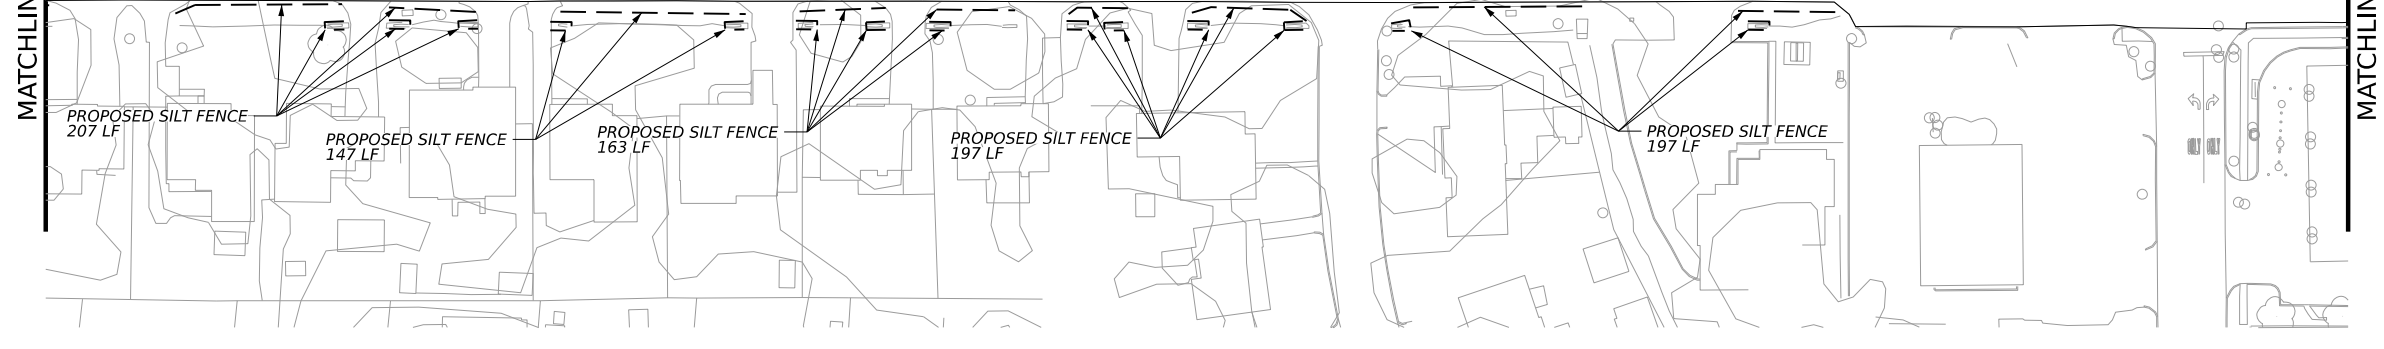 MATCHLIN
PROPOSED SILT FENCE
207 LF
PROPOSED SILT FENCE
147 LF
PROPOSED SILT FENCE
163 LF
PROPOSED SILT FENCE
197 LF
PROPOSED SILT FENCE
197 LF
MATCHLIN